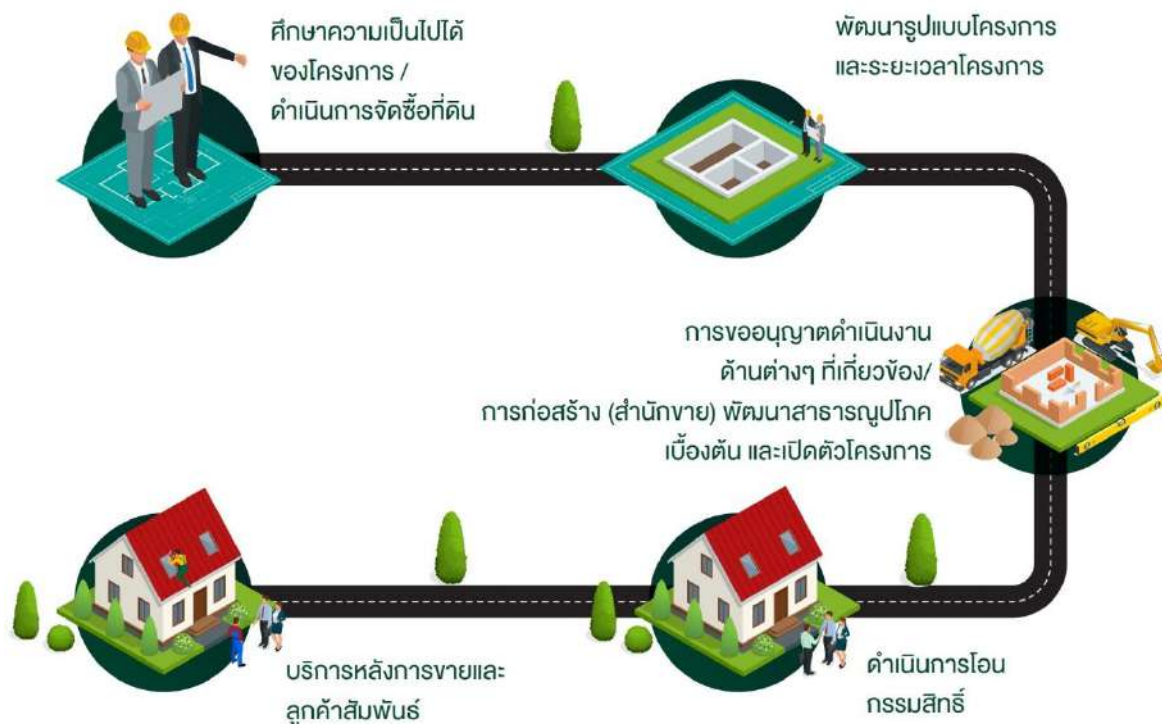 ศึกษาความเป็นไปได้
ของโครงการ /
ดำเนินการจัดซื้อที่ดิน
พัฒนารูปแบบโครงการ
และระยะเวลาโครงการ
การขออนุญาตดำเนินงาน
ด้านต่างๆ ที่เกี่ยวข้อง/
การก่อสร้าง (สำนักขาย) พัฒนาสาธารณูปโภค
เบื้องต้น และเปิดตัวโครงการ
ดำเนินการโอน
กรรมสิทธิ์
บริการหลังการขายและ
ลูกค้าสัมพันธ์